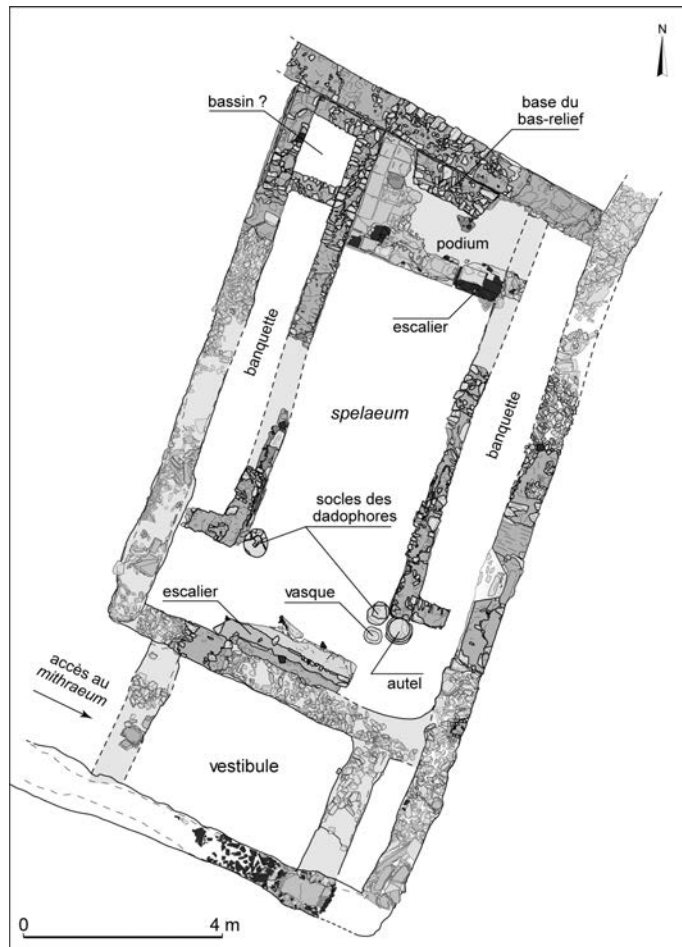 N
bassin ?
base du
bas-relief
podium
escalier
banquette
banquette
spelaeum
socles des
dadophores
escalier
vasque
autel
accès au
mithraeum
vestibule
0 4 m